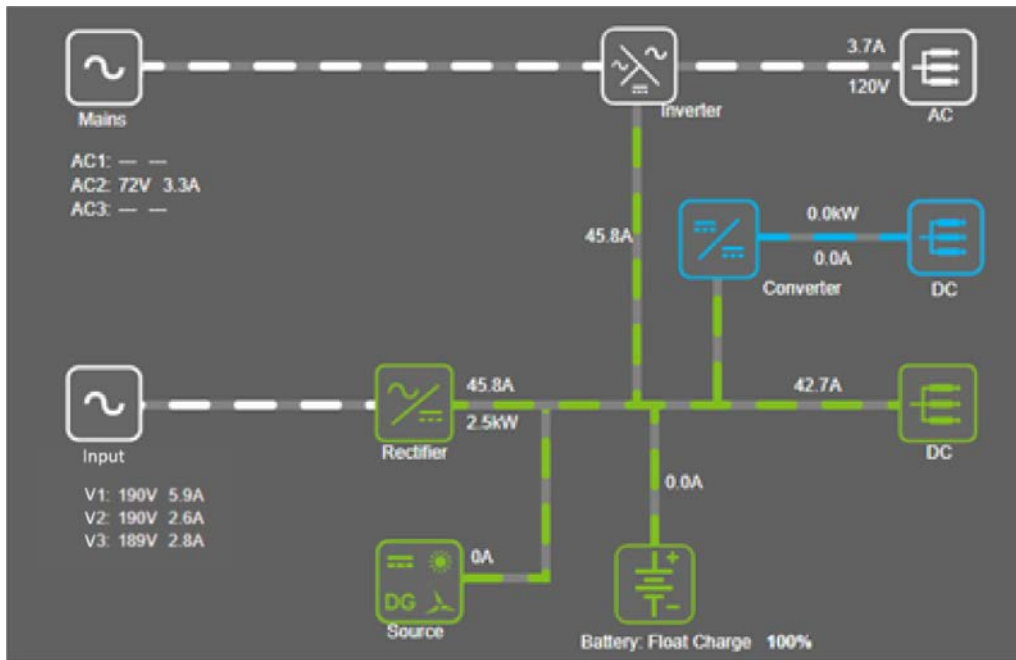 3.7A
120V
Mains
Inverter
AC
AC1: --- ---
AC2: 72V 3.3A
AC3: --- ---
45.8A
0.0kW
0.0A
Converter
DC
45.8A
2.5kW
42.7A
Input
Rectifier
DC
V1: 190V 5.9A
V2: 190V 2.6A
V3: 189V 2.8A
0.0A
0A
DG
Source
+
-
Battery: Float Charge 100%